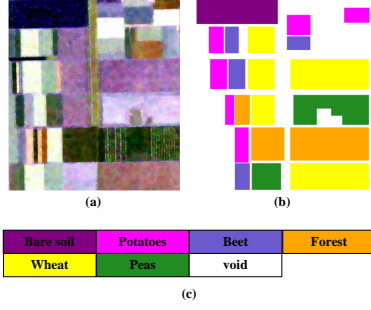 (a)
(b)
Bare soil
Potatoes
Beet
Forest
Wheat
Peas
void
(c)